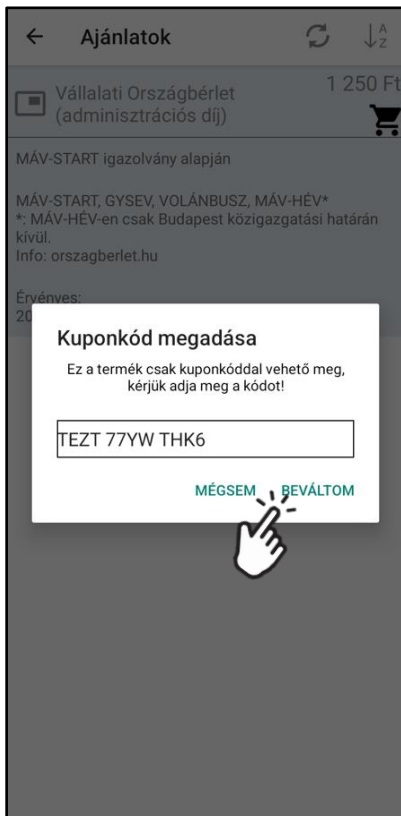 Ajánlatok
A
Z
Vállalati Országbérlet
(adminisztrációs díj)
1 250 Ft
MÁV-START igazolvány alapján
MÁV-START, GYSEV, VOLÁNBUSZ, MÁV-HÉV*
*: MÁV-HÉV-en csak Budapest közigazgatási határán
kívül.
Info: orszagberlet.hu
Érvényes:
20
Kuponkód megadása
Ez a termék csak kuponkóddal vehető meg,
kérjük adja meg a kódot!
TEZT 77YW THK6
MÉGSEM
BEVÁLTOM